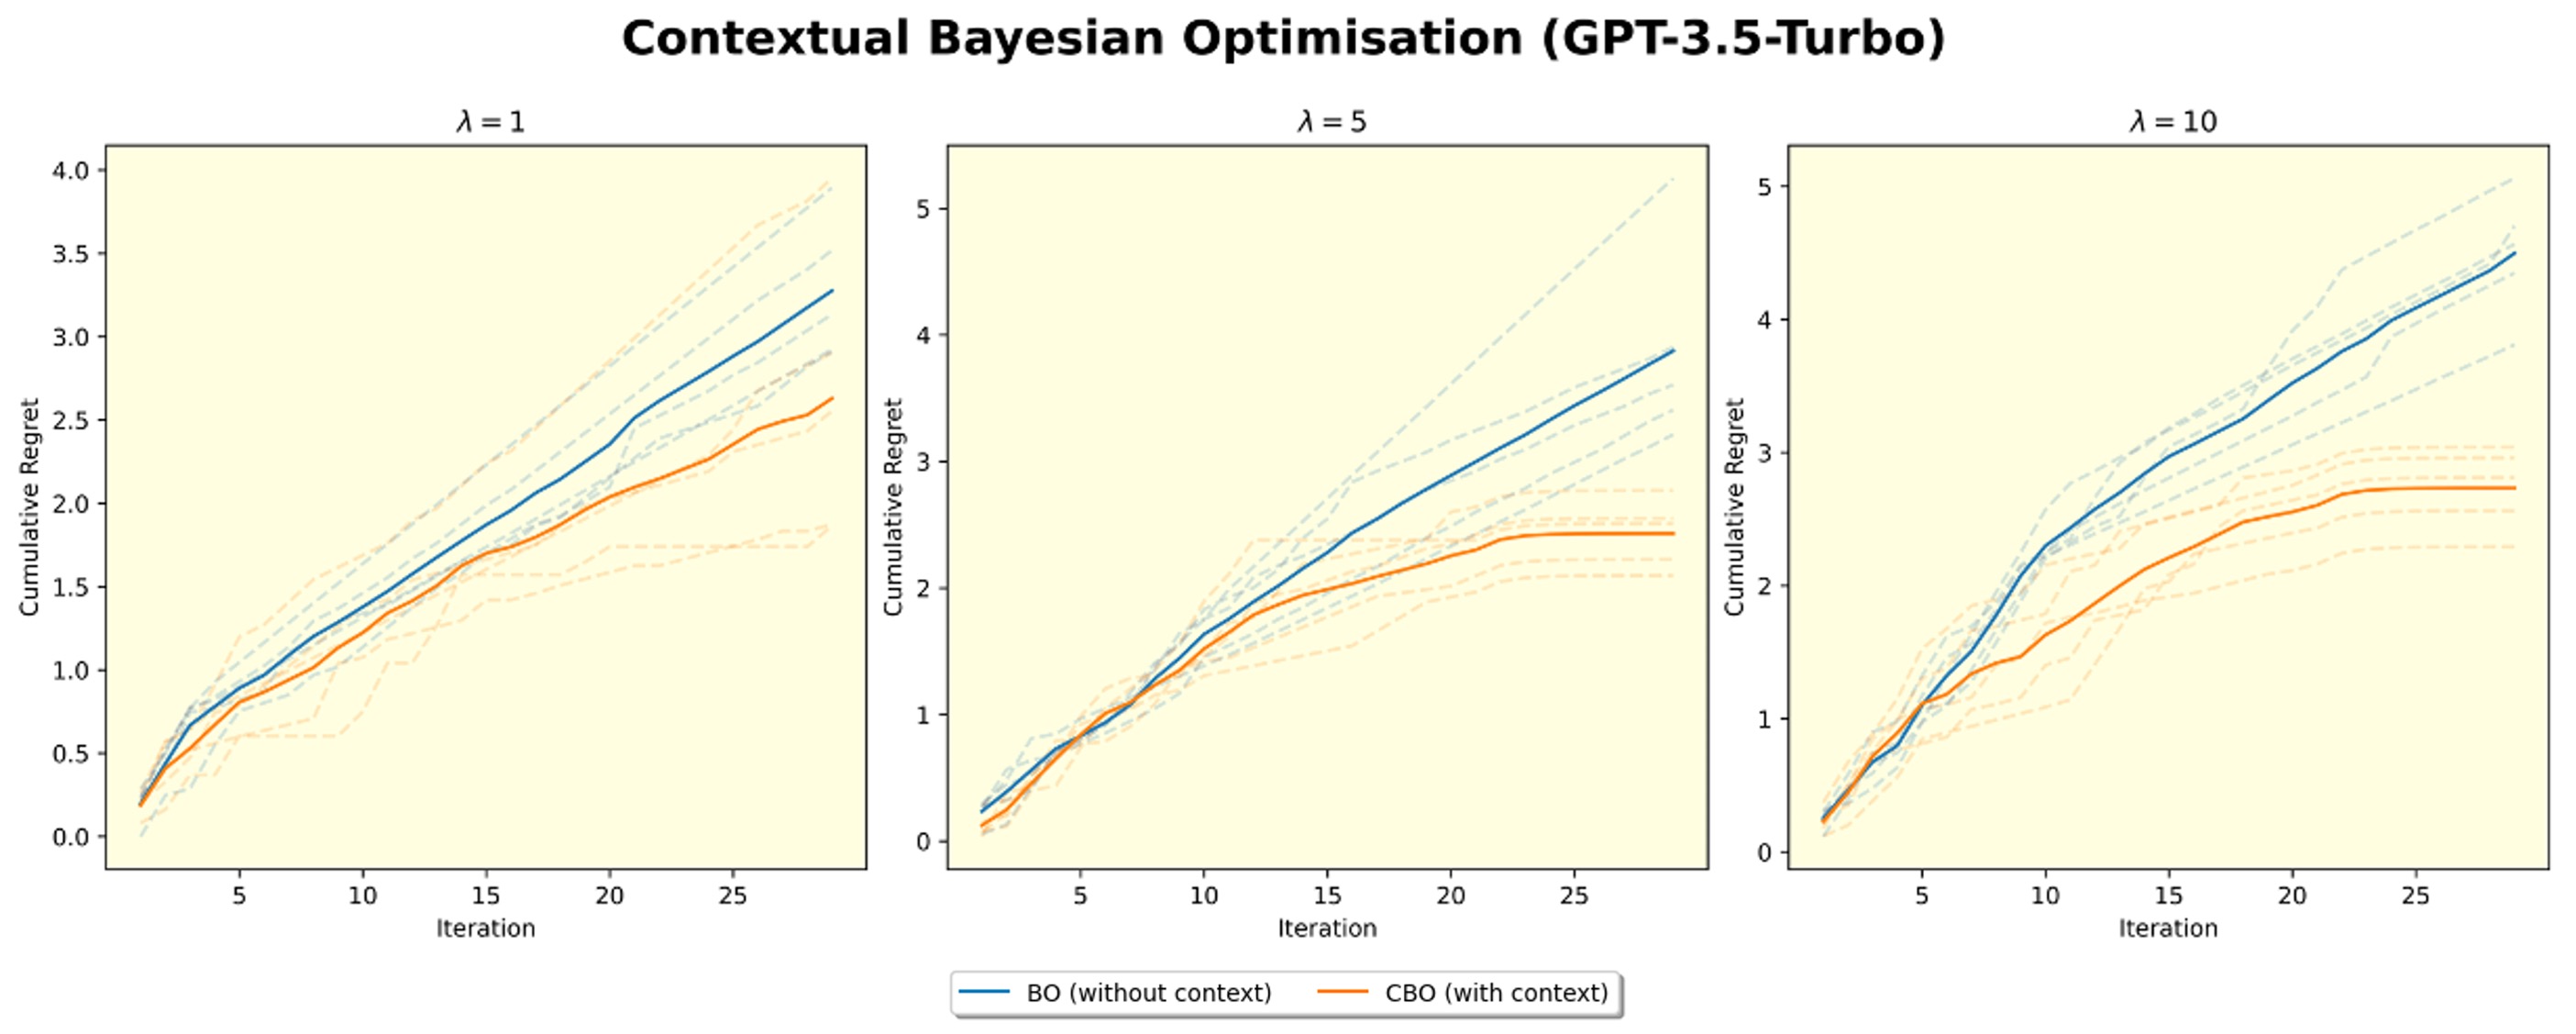 Contextual Bayesian Optimisation (GPT-3.5-Turbo)
λ = 1
4.0
3.5
3.0
2.5
2.0
1.5
1.0
0.5
0.0
Cumulative Regret
5 10 15 20 25
Iteration
λ = 5
5
4
3
2
1
0
Cumulative Regret
5 10 15 20 25
Iteration
λ = 10
5
4
3
2
1
0
Cumulative Regret
5 10 15 20 25
Iteration
BO (without context) CBO (with context)